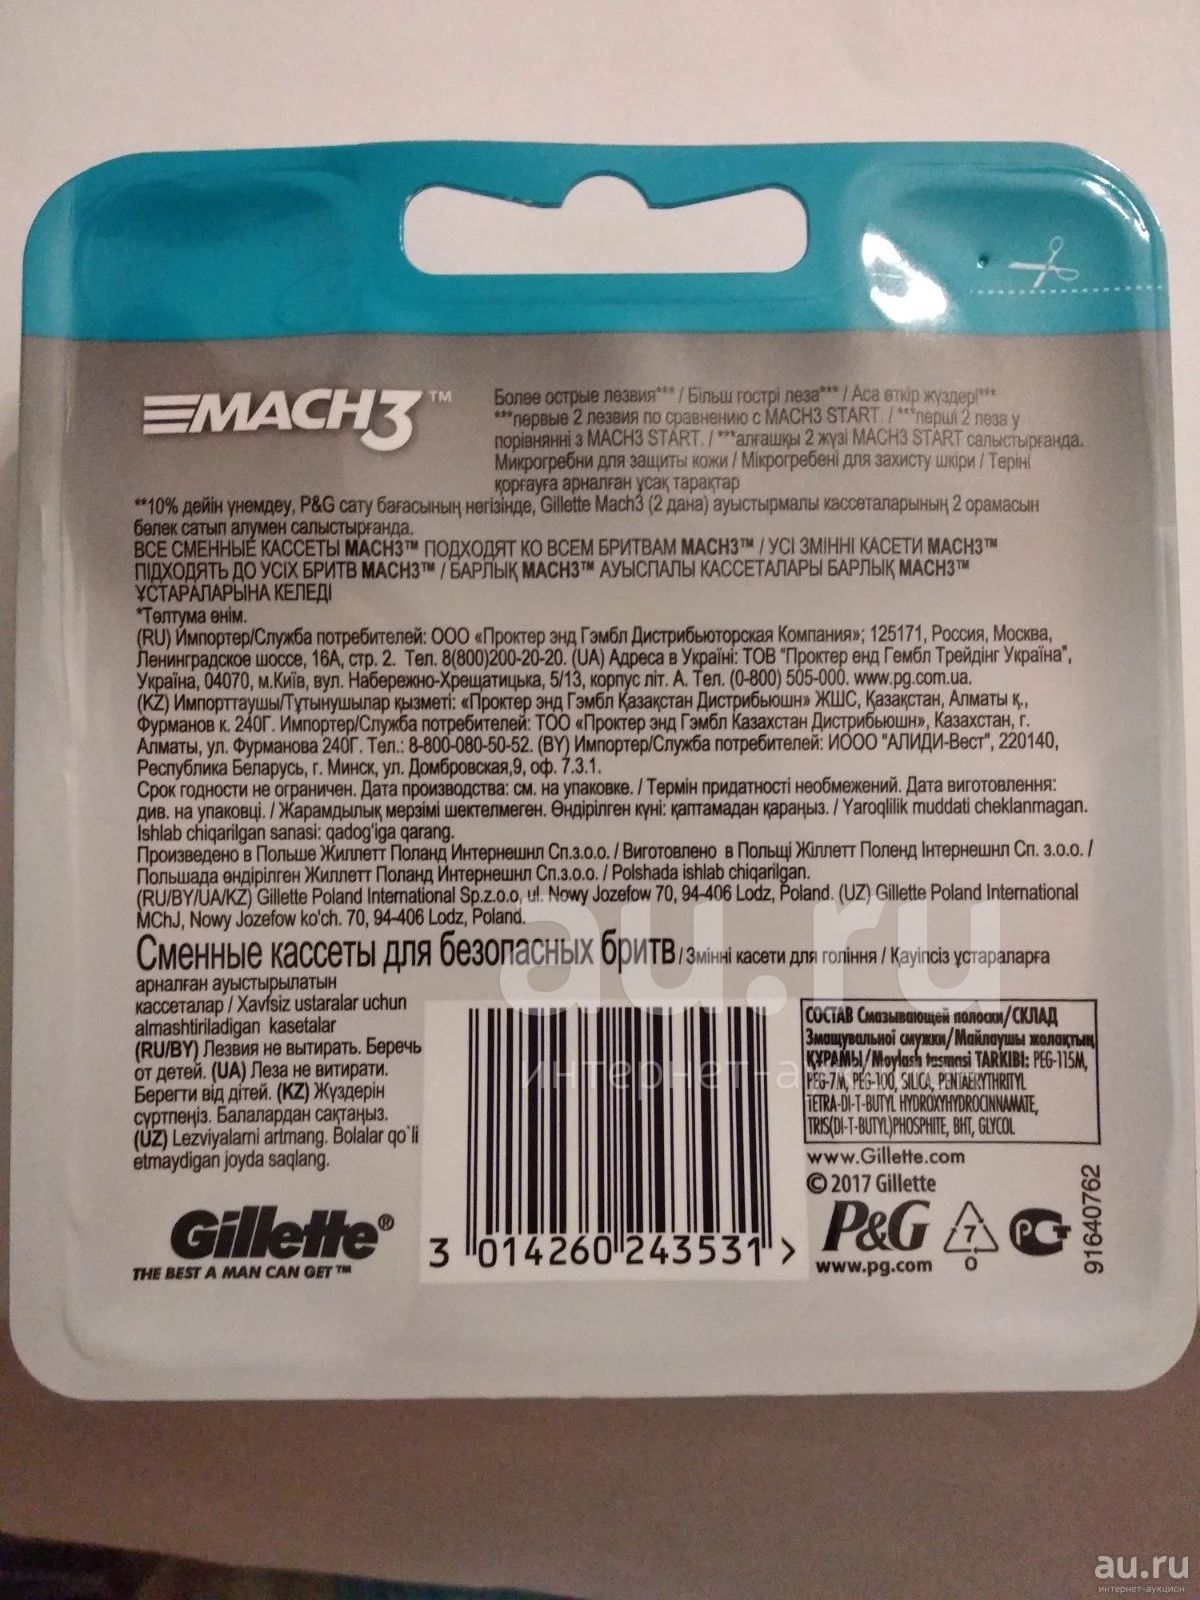 MACH3™
Более острые лезвия*** / Більш гострі леза*** / Аса өткір жүздері***
***первые 2 лезвия по сравнению с MACH3 START. / ***перші 2 леза у
порівнянні з MACH3 START. / ***алғашқы 2 жүзі MACH3 START салыстырғанда.
Микрогребни для защиты кожи / Мікрогребені для захисту шкіри / Теріні
қорғауға арналған ұсақ тарақтар
**10% дейін үнемдеу, P&G сату бағасының негізінде, Gillette Mach3 (2 дана) ауыстырмалы кассеталарының 2 орамасын
бөлек сатып алумен салыстырғанда.
ВСЕ СМЕННЫЕ КАССЕТЫ MACH3™ ПОДХОДЯТ КО ВСЕМ БРИТВАМ MACH3™ / УСІ ЗМІННІ КАСЕТИ MACH3™
ПІДХОДЯТЬ ДО УСІХ БРИТВ MACH3™ / БАРЛЫҚ MACH3™ АУЫСПАЛЫ КАССЕТАЛАРЫ БАРЛЫҚ MACH3™
ҰСТАРАЛАРЫНА КЕЛЕДІ
*Төлтума өнім.
(RU) Импортер/Служба потребителей: ООО «Проктер энд Гэмбл Дистрибьюторская Компания»; 125171, Россия, Москва,
Ленинградское шоссе, 16А, стр. 2. Тел. 8(800)200-20-20. (UA) Адреса в Україні: ТОВ "Проктер енд Гембл Трейдінг Україна",
Україна, 04070, м.Київ, вул. Набережно-Хрещатицька, 5/13, корпус літ. А. Тел. (0-800) 505-000. www.pg.com.ua.
(KZ) Импорттаушы/Тұтынушылар қызметі: «Проктер энд Гэмбл Қазақстан Дистрибьюшн» ЖШС, Қазақстан, Алматы қ.,
Фурманов к. 240Г. Импортер/Служба потребителей: ТОО «Проктер энд Гэмбл Казахстан Дистрибьюшн», Казахстан, г.
Алматы, ул. Фурманова 240Г. Тел.: 8-800-080-50-52. (BY) Импортер/Служба потребителей: ИООО "АЛИДИ-Вест", 220140,
Республика Беларусь, г. Минск, ул. Домбровская,9, оф. 7.3.1.
Срок годности не ограничен. Дата производства: см. на упаковке. / Термін придатності необмежений. Дата виготовлення:
див. на упаковці. / Жарамдылық мерзімі шектелмеген. Өндірілген күні: қаптамадан қараңыз. / Yaroqlilik muddati cheklanmagan.
Ishlab chiqarilgan sanasi: qadog'iga qarang.
Произведено в Польше Жиллетт Поланд Интернешнл Сп.з.о.о. / Виготовлено в Польщі Жіллетт Поленд Інтернешнл Сп. з.о.о. /
Польшада өндірілген Жиллетт Поланд Интернешнл Сп.з.о.о. / Polshada ishlab chiqarilgan.
(RU/BY/UA/KZ) Gillette Poland International Sp.z.o.o, ul. Nowy Jozefow 70, 94-406 Lodz, Poland. (UZ) Gillette Poland International
MChJ, Nowy Jozefow ko'ch. 70, 94-406 Lodz, Poland.
Сменные кассеты для безопасных бритв / Змінні касети для гоління / Қауіпсіз ұстараларға
арналған ауыстырылатын
кассеталар / Xavfsiz ustaralar uchun
almashtiriladigan kasetalar
(RU/BY) Лезвия не вытирать. Беречь
от детей. (UA) Леза не витирати.
Берегти від дітей. (KZ) Жүздерін
сүртпеңіз. Балалардан сақтаңыз.
(UZ) Lezviyalarni artmang. Bolalar qo`li
etmaydigan joyda saqlang.
СОСТАВ Смазывающей полоски/СКЛАД
Змащувальної смужки/Майлаушы жолақтың
ҚҰРАМЫ/Moylash tasmasi TARKIBI: PEG-115M,
PEG-7M, PEG-100, SILICA, PENTAERYTHRITYL
TETRA-DI-T-BUTYL HYDROXYHYDROCINNAMATE,
TRIS(DI-T-BUTYL)PHOSPHITE, BHT, GLYCOL
www.Gillette.com
© 2017 Gillette
P&G
www.pg.com
7
O
РСТ
91640762
Gillette®
THE BEST A MAN CAN GET™
3 014260 243531 >
au.ru
интернет-аукцион
au.ru
интернет-аукцион